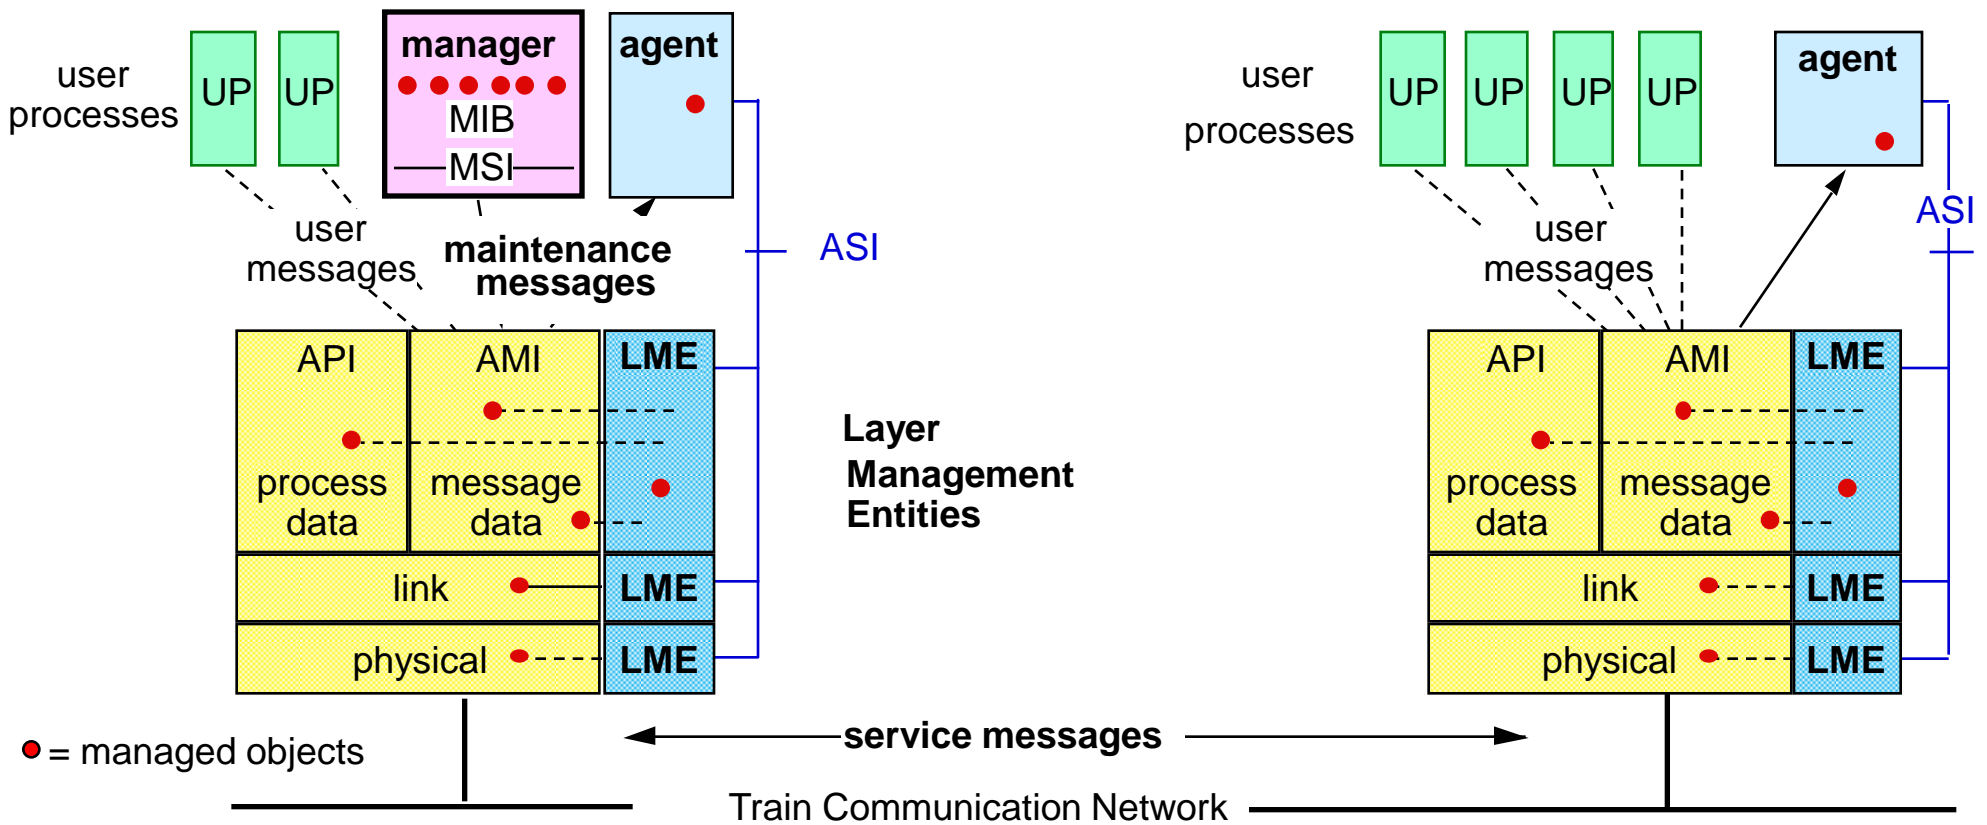 user
processes
UP
UP
manager
MIB
MSI
agent
user
messages
maintenance
messages
ASI
API
AMI
LME
process
data
message
data
link
LME
physical
LME
Layer
Management
Entities
user
processes
UP
UP
UP
UP
agent
ASI
user
messages
API
AMI
LME
process
data
message
data
link
LME
physical
LME
service messages
= managed objects
Train Communication Network